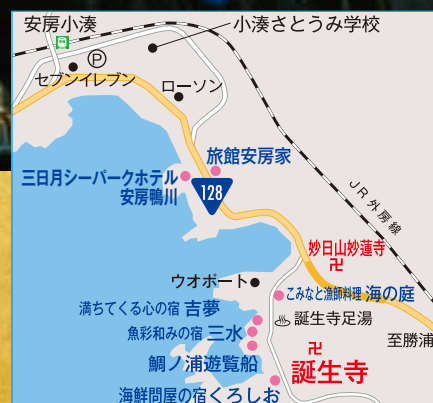 安房小湊
小湊さとうみ学校
P
セブンイレブン
ローソン
旅館安房家
三日月シーパークホテル
安房鴨川
128
JR外房線
妙日山妙蓮寺
卍
ウオポート
こみなと漁師料理 海の庭
満ちてくる心の宿 吉夢
誕生寺足湯
魚彩和みの宿 三水
至勝浦
卍
鯛ノ浦遊覧船
誕生寺
海鮮問屋の宿くろしお